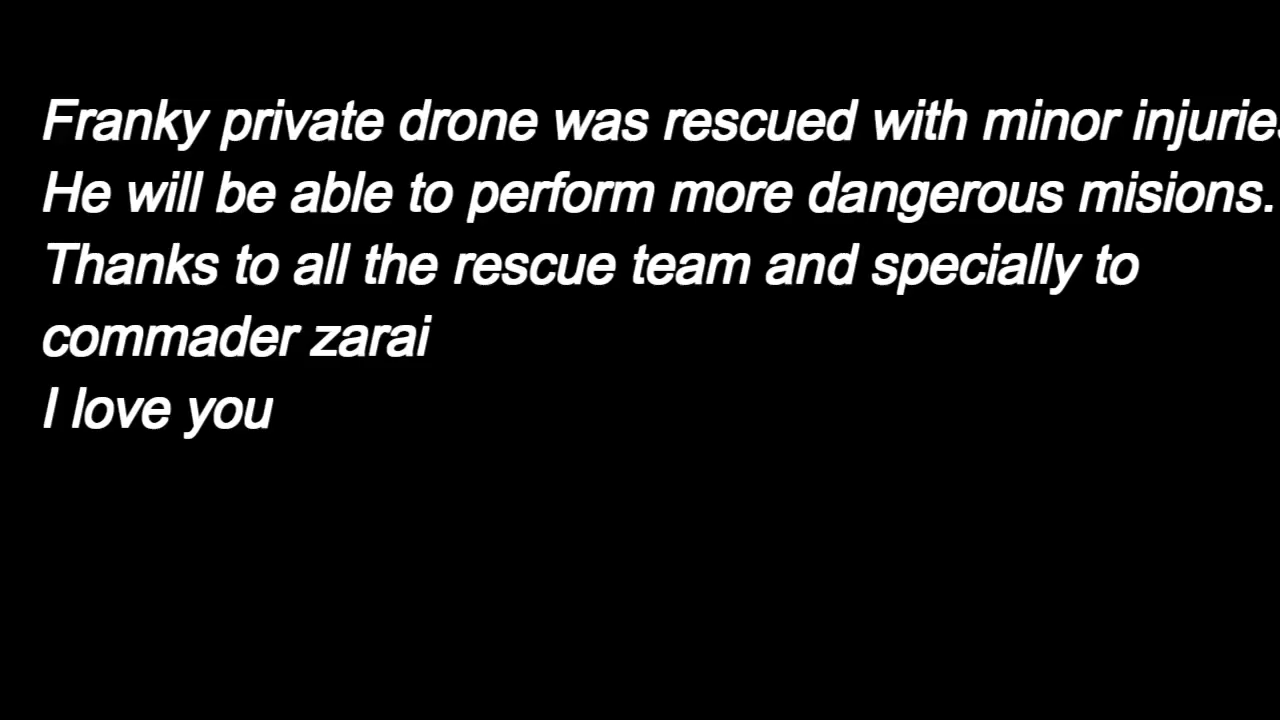 Franky private drone was rescued with minor injuries
He will be able to perform more dangerous misions.
Thanks to all the rescue team and specially to
commader zarai
I love you